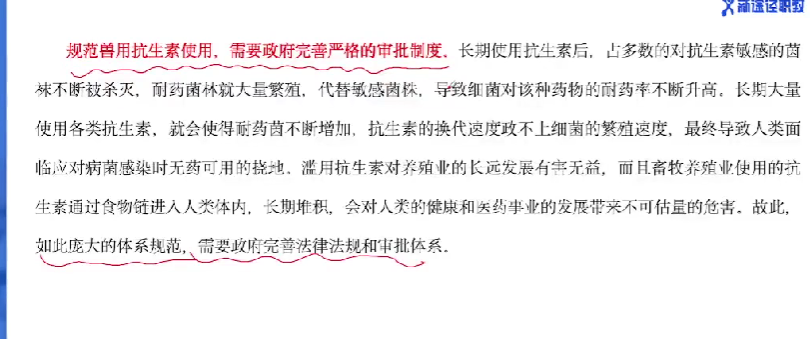 新途径职教
规范兽用抗生素使用，需要政府完善严格的审批制度。长期使用抗生素后，占多数的对抗生素敏感的菌
袜不断被杀灭，耐药菌林就大量繁殖，代替敏感菌株，导致细菌对该种药物的耐药率不断升高。长期大量
使用各类抗生素，就会使得耐药菌不断增加，抗生素的换代速度政不上细菌的繁殖速度，最终导致人类面
临应对病菌感染时无药可用的挠地。滥用抗生素对养殖业的长远发展有害无益，而且畜牧养殖业使用的抗
生素通过食物链进入人类体内，长期堆积，会对人类的健康和医药事业的发展带来不可估量的危害。故此，
如此庞大的体系规范，需要政府完善法律法规和审批体系。